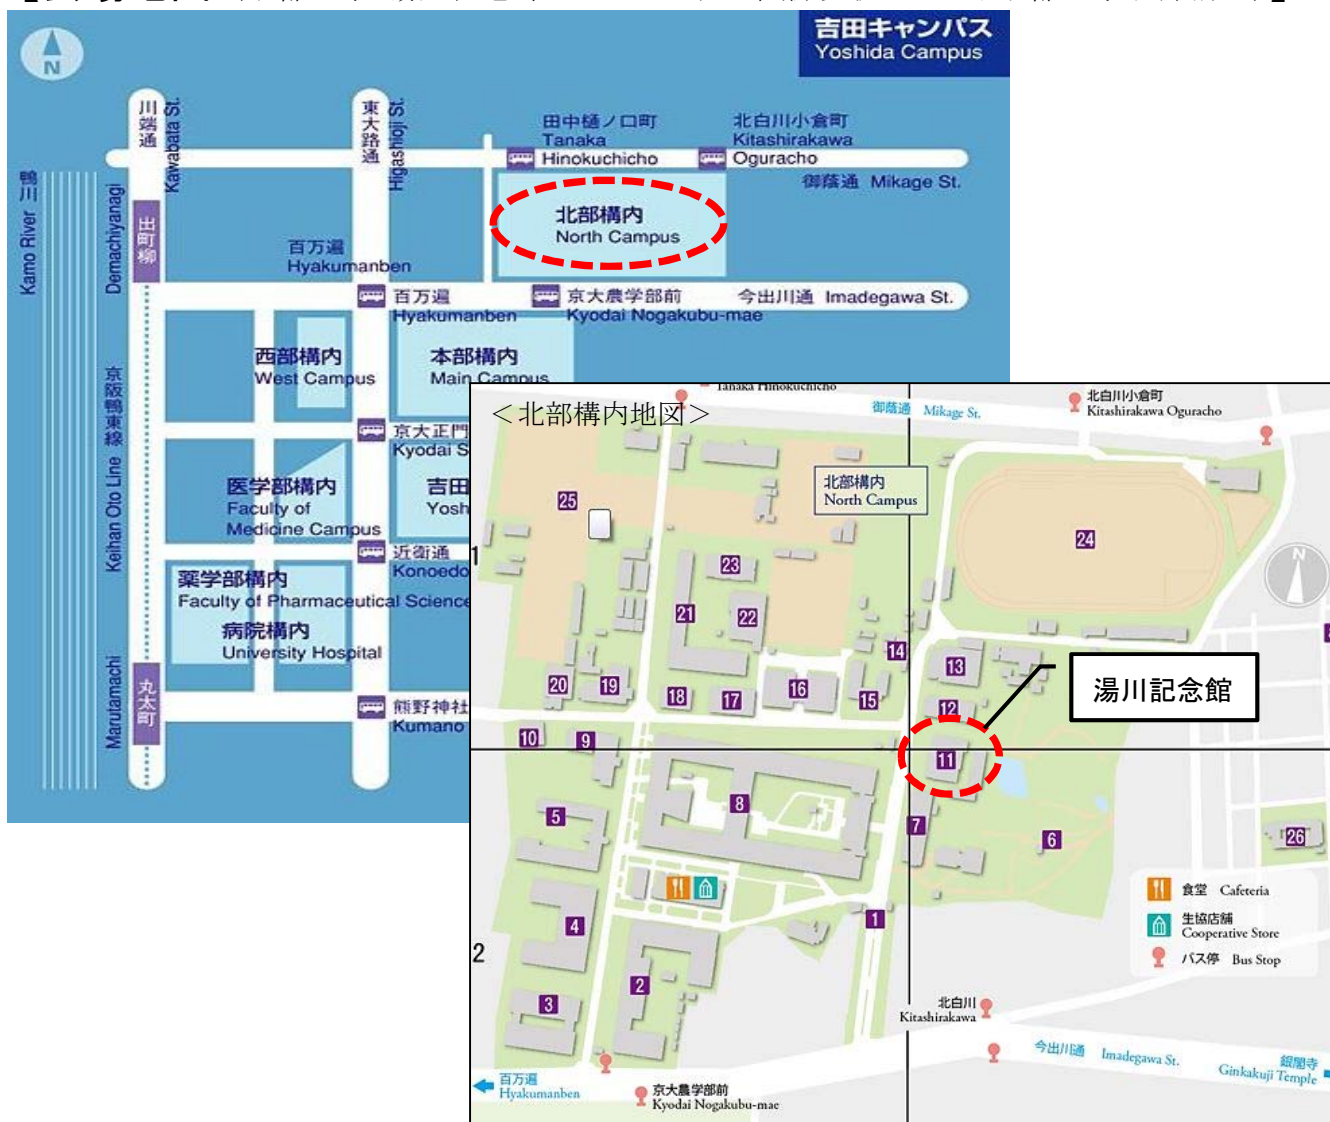 吉田キャンパス
Yoshida Campus
N
川端通
Kawabata St.
東大路通
Higashioji St.
田中樋ノ口町
Tanaka
Hinokuchicho
北白川小倉町
Kitashirakawa
Oguracho
御蔭通 Mikage St.
鴨川
Kamo River
出町柳
Demachiyanagi
北部構内
North Campus
百万遍
Hyakumanben
百万遍
Hyakumanben
京大農学部前
Kyodai Nogakubu-mae
今出川通 Imadegawa St.
西部構内
West Campus
本部構内
Main Campus
京阪鴨東線
Keihan Oto Line
京大正門
Kyodai S
医学部構内
Faculty of
Medicine Campus
吉田
Yosh
近衛通
Konoedo
薬学部構内
Faculty of Pharmaceutical Science
病院構内
University Hospital
丸太町
Marutamachi
熊野神社
Kumano
Tanaka Hinokuchicho
<北部構内地図>
御蔭通 Mikage St.
北白川小倉町
Kitashirakawa Oguracho
北部構内
North Campus
N
25
24
1
23
21
22
14
13
20
19
18
17
16
15
12
湯川記念館
10
9
11
8
5
7
6
26
4
1
2
2
3
食堂 Cafeteria
生協店舗
Cooperative Store
バス停 Bus Stop
北白川
Kitashirakawa
今出川通 Imadegawa St.
銀閣寺
Ginkakuji Temple
百万遍
Hyakumanben
京大農学部前
Kyodai Nogakubu-mae